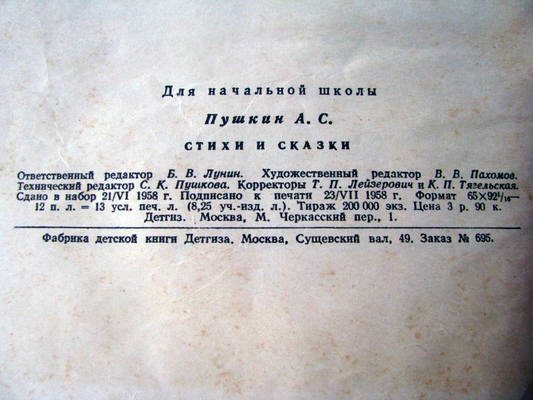 Для начальной школы
Пушкин А. С.
СТИХИ И СКАЗКИ
Ответственный редактор Б. В. Лунин. Художественный редактор В. В. Пахомов.
Технический редактор С. К. Пушкова. Корректоры Т. П. Лейзерович и К. П. Тягельская.
Сдано в набор 21/VI 1958 г. Подписано к печати 23/VII 1958 г. Формат 65×92¹/₁₆—
12 п. л. = 13 усл. печ. л. (8,25 уч.-изд. л.). Тираж 200 000 экз. Цена 3 р. 90 к.
Детгиз. Москва, М. Черкасский пер., 1.
Фабрика детской книги Детгиза. Москва, Сущевский вал, 49. Заказ № 695.